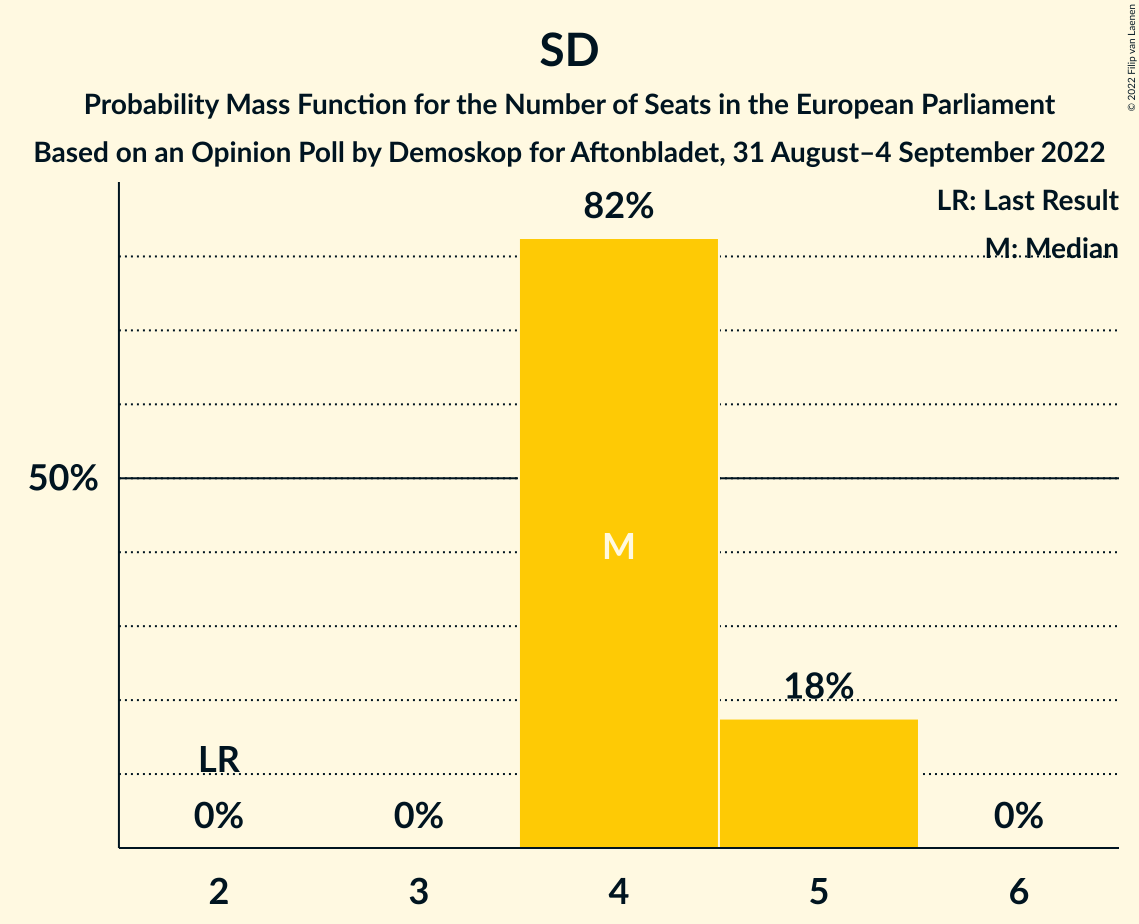 SD
Probability Mass Function for the Number of Seats in the European Parliament
Based on an Opinion Poll by Demoskop for Aftonbladet, 31 August–4 September 2022
© 2022 Filip van Laenen
LR: Last Result
M: Median
82%
50%
M
18%
LR
0%
0%
0%
2
3
4
5
6